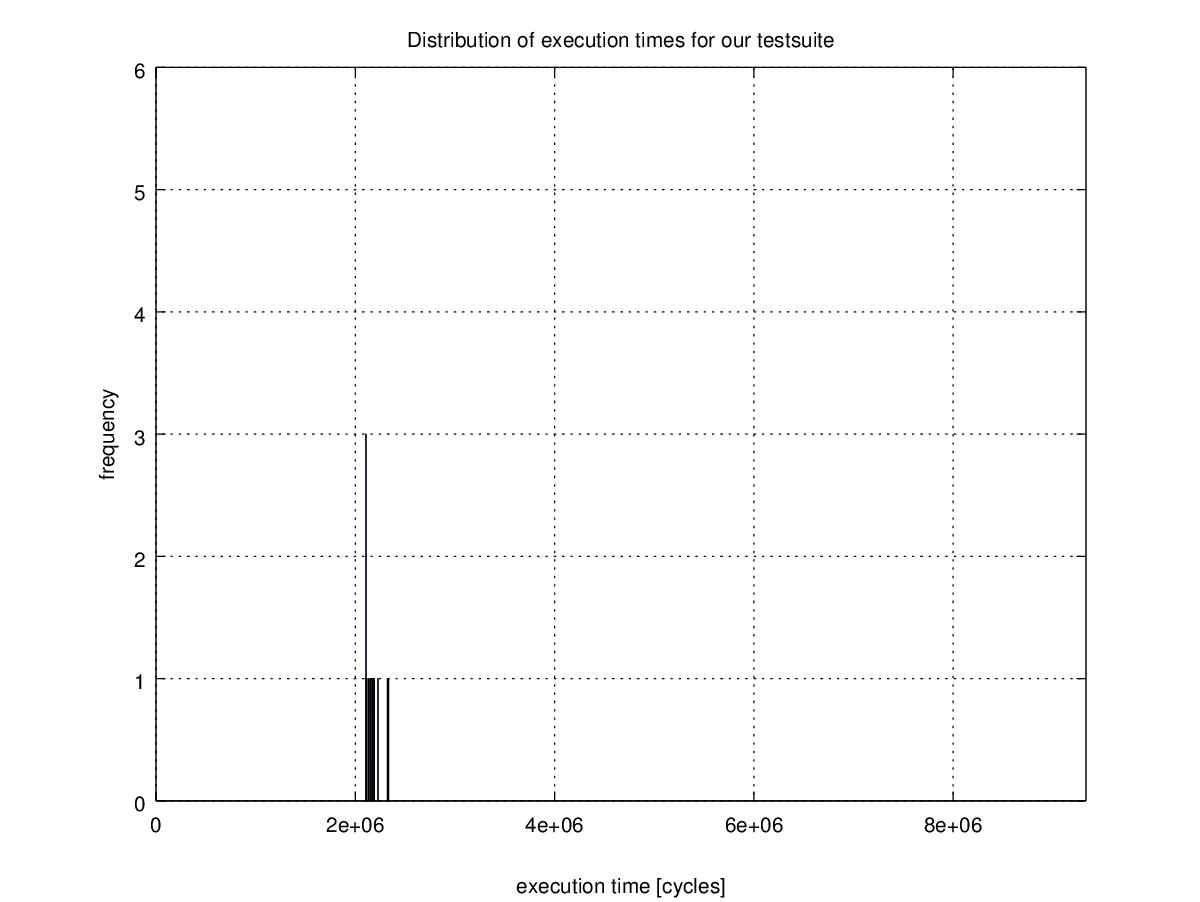 Distribution of execution times for our testsuite
6
5
4
3
2
1
0
frequency
0 2e+06 4e+06 6e+06 8e+06
execution time [cycles]